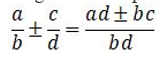 a/b ± c/d = ad ± bc/bd